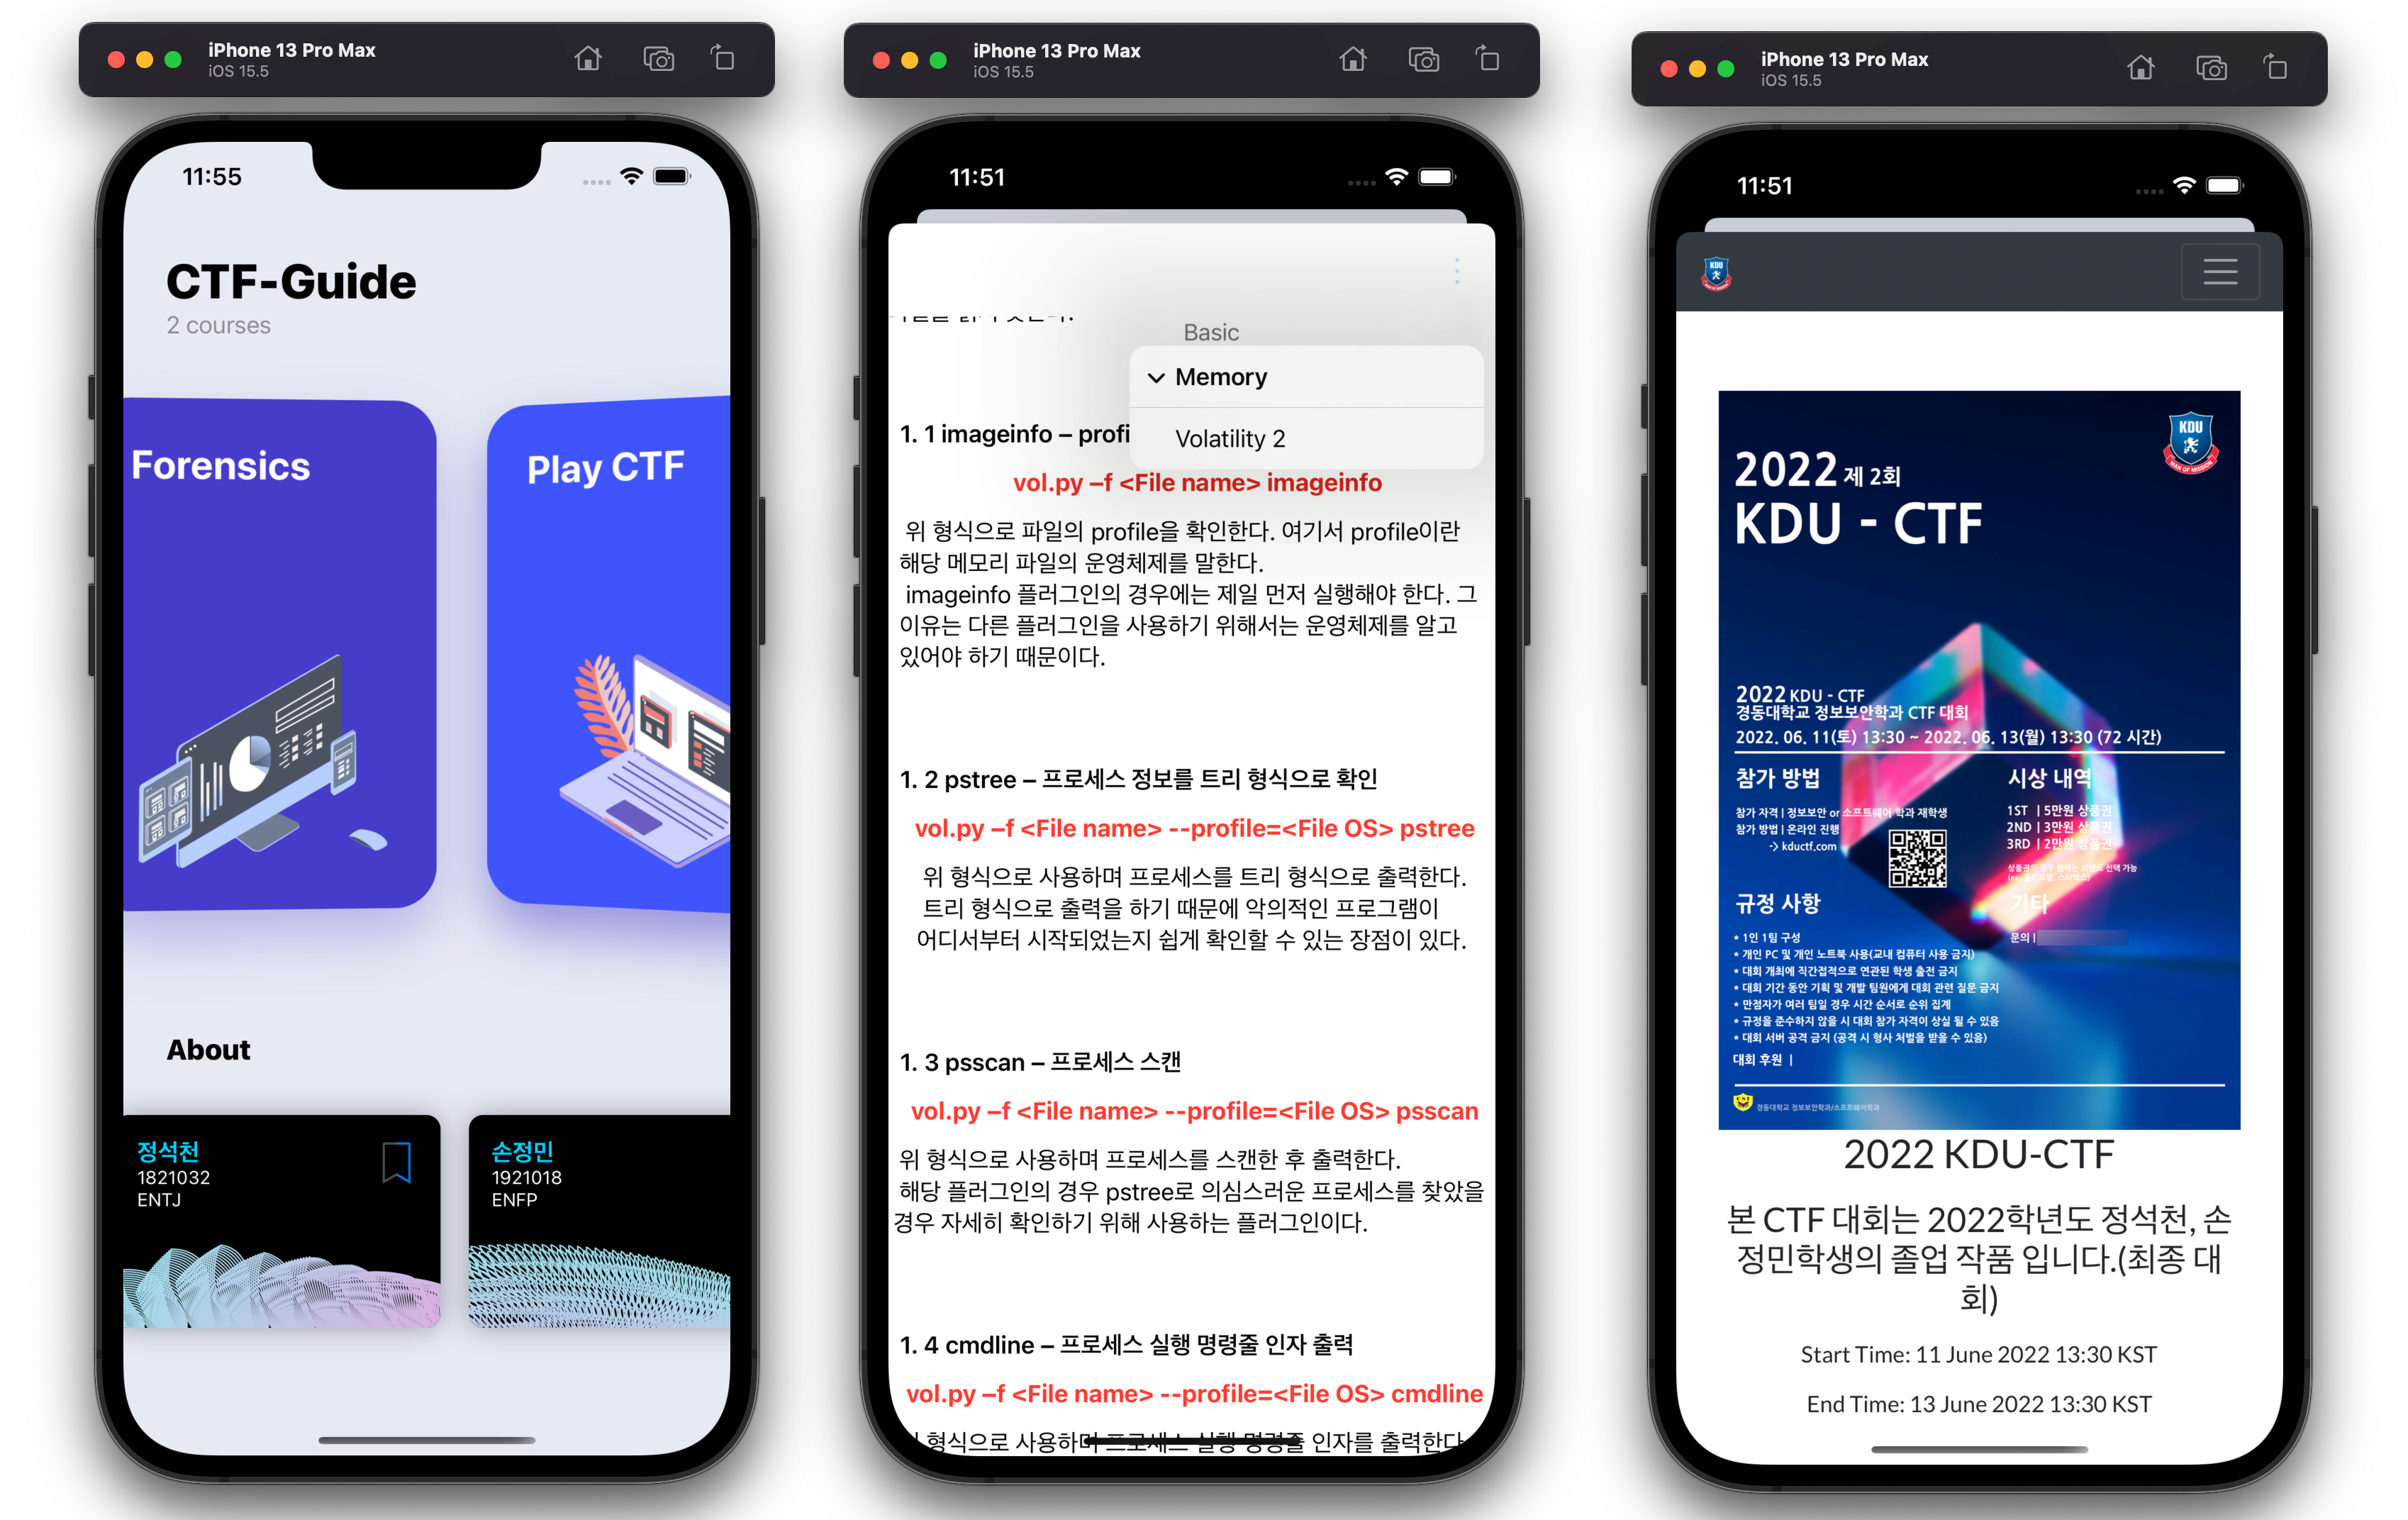 iPhone 13 Pro Max
iOS 15.5
11:55
CTF-Guide
2 courses
Forensics
Play CTF
About
정석천
1821032
ENTJ
손정민
1921018
ENFP
iPhone 13 Pro Max
iOS 15.5
11:51
Basic
Memory
Volatility 2
1. 1 imageinfo – profi
vol.py –f <File name> imageinfo
위 형식으로 파일의 profile을 확인한다. 여기서 profile이란
해당 메모리 파일의 운영체제를 말한다.
imageinfo 플러그인의 경우에는 제일 먼저 실행해야 한다. 그
이유는 다른 플러그인을 사용하기 위해서는 운영체제를 알고
있어야 하기 때문이다.
1. 2 pstree – 프로세스 정보를 트리 형식으로 확인
vol.py –f <File name> --profile=<File OS> pstree
위 형식으로 사용하며 프로세스를 트리 형식으로 출력한다.
트리 형식으로 출력을 하기 때문에 악의적인 프로그램이
어디서부터 시작되었는지 쉽게 확인할 수 있는 장점이 있다.
1. 3 psscan – 프로세스 스캔
vol.py –f <File name> --profile=<File OS> psscan
위 형식으로 사용하며 프로세스를 스캔한 후 출력한다.
해당 플러그인의 경우 pstree로 의심스러운 프로세스를 찾았을
경우 자세히 확인하기 위해 사용하는 플러그인이다.
1. 4 cmdline – 프로세스 실행 명령줄 인자 출력
vol.py –f <File name> --profile=<File OS> cmdline
형식으로 사용하며 프로세스 실행 명령줄 인자를 출력한다
iPhone 13 Pro Max
iOS 15.5
11:51
KDU
KDU
MAN OF MISSION
2022 제 2회
KDU - CTF
2022 KDU - CTF
경동대학교 정보보안학과 CTF 대회
2022. 06. 11(토) 13:30 ~ 2022. 06. 13(월) 13:30 (72 시간)
참가 방법
참가 자격 | 정보보안 or 소프트웨어 학과 재학생
참가 방법 | 온라인 진행
-> kductf.com
시상 내역
1ST | 5만원 상품권
2ND | 3만원 상품권
3RD | 2만원 상품권
선택 가능
규정 사항
* 1인 1팀 구성
* 개인 PC 및 개인 노트북 사용(교내 컴퓨터 사용 금지)
* 대회 개최에 직간접적으로 연관된 학생 출전 금지
* 대회 기간 동안 기획 및 개발 팀원에게 대회 관련 질문 금지
* 만점자가 여러 팀일 경우 시간 순서로 순위 집계
* 규정을 준수하지 않을 시 대회 참가 자격이 상실 될 수 있음
* 대회 서버 공격 금지 (공격 시 형사 처벌을 받을 수 있음)
기타
문의 |
대회 후원 |
경동대학교 정보보안학과/소프트웨어학과
2022 KDU-CTF
본 CTF 대회는 2022학년도 정석천, 손
정민학생의 졸업 작품 입니다.(최종 대
회)
Start Time: 11 June 2022 13:30 KST
End Time: 13 June 2022 13:30 KST